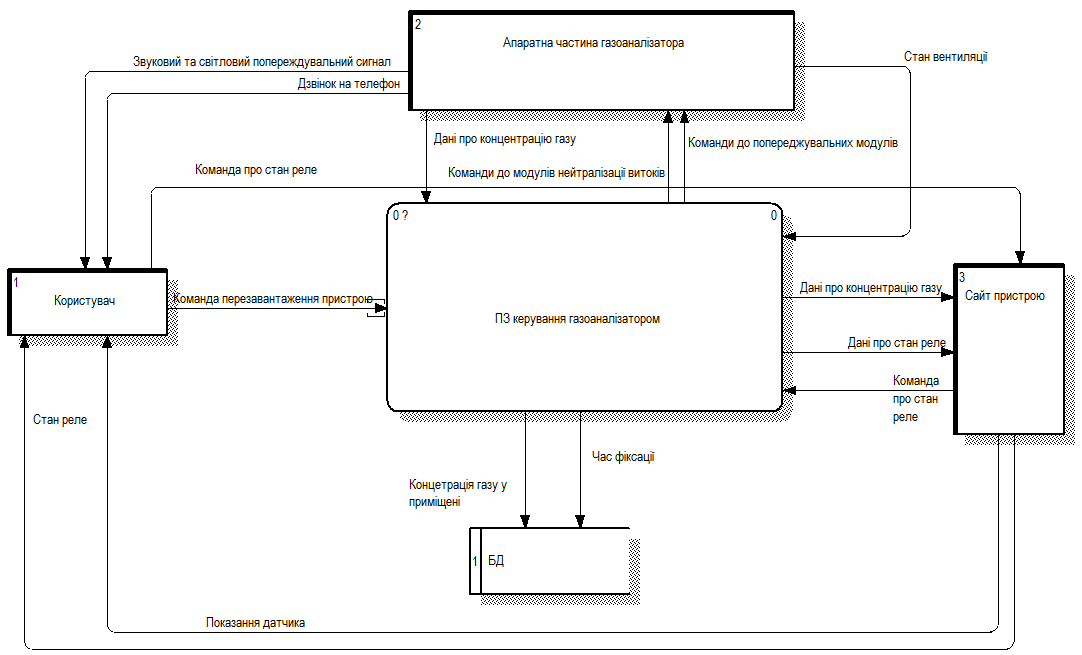 2
Апаратна частина газоаналізатора
Звуковий та світловий попереждувальний сигнал
Стан вентиляції
Дзвінок на телефон
Дані про концентрацію газу
Команди до попереджувальних модулів
Команда про стан реле
Команди до модулів нейтралізації витоків
0 ?
0
1
Користувач
Команда перезавантаження пристрою
ПЗ керування газоаналізатором
3
Сайт пристрою
Дані про концентрацію газу
Дані про стан реле
Команда
про стан
реле
Стан реле
Час фіксації
Концетрація газу у
приміщені
1
БД
Показання датчика